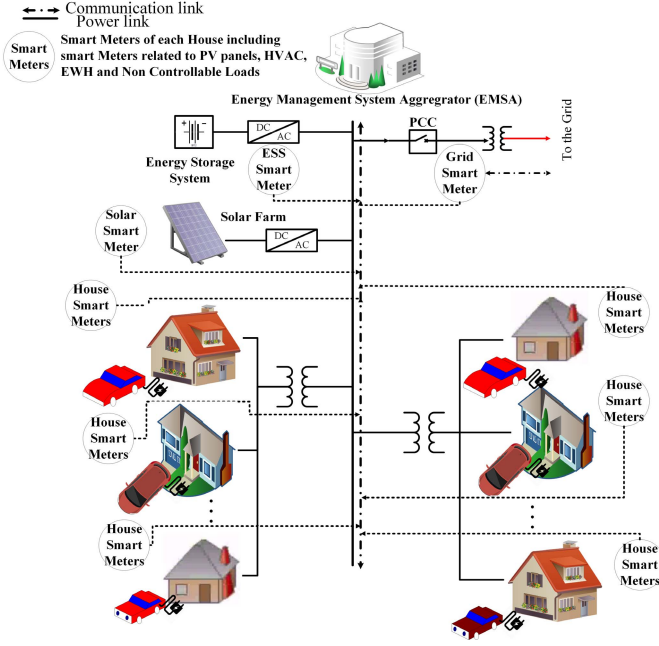 Communication link
Power link
Smart
Meters
Smart Meters of each House including
smart Meters related to PV panels, HVAC,
EWH and Non Controllable Loads
Energy Management System Aggregrator (EMSA)
DC
AC
PCC
To the Grid
Energy Storage
System
ESS
Smart
Meter
Grid
Smart
Meter
Solar
Smart
Meter
Solar Farm
DC
AC
House
Smart
Meters
House
Smart
Meters
House
Smart
Meters
House
Smart
Meters
House
Smart
Meters
House
Smart
Meters